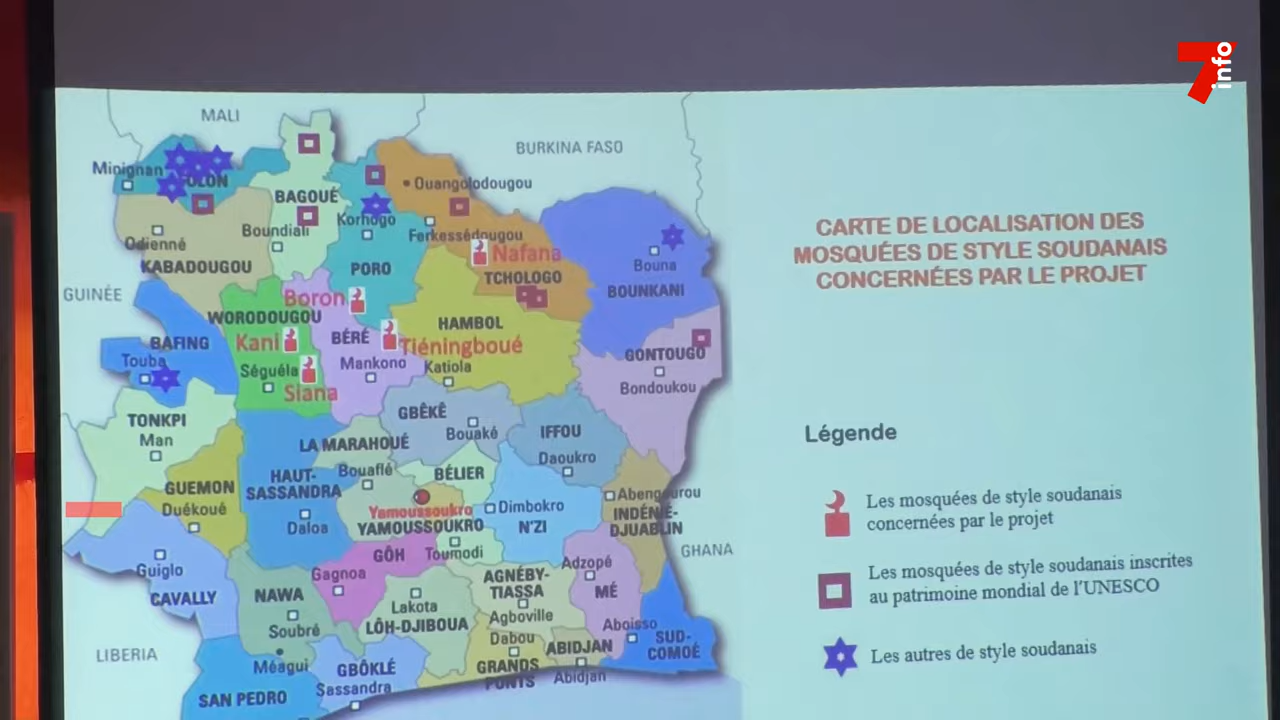 7 info
MALI
BURKINA FASO
CARTE DE LOCALISATION DES
MOSQUÉES DE STYLE SOUDANAIS
CONCERNÉES PAR LE PROJET
Minignan
BAGOUÉ
Ouangolodougou
Korhogo
Boundiali
Ferkessédougou
Odienné
KABADOUGOU
PORO
Nafana
TCHOLOGO
Bouna
BOUNKANI
GUINÉE
Boron
WORODOUGOU
HAMBOL
BAFING
Kani
BÉRÉ
Tiéningboué
GONTOUGO
Touba
Séguéla
Mankono
Katiola
Bondoukou
Siana
TONKPI
GBÊKÊ
Man
LA MARAHOUÉ
Bouaké
IFFOU
Daoukro
Légende
HAUT-
SASSANDRA
Bouaflé
BÉLIER
GUEMON
Duékoué
Yamoussoukro
YAMOUSSOUKRO
Dimbokro
N'ZI
Abengourou
INDÉNIÉ-
DJUABLIN
Daloa
Les mosquées de style soudanais
concernées par le projet
GHANA
Guiglo
CAVALLY
GÔH
Toumodi
Gagnoa
Adzopé
AGNÉBY-
TIASSA
MÉ
Les mosquées de style soudanais inscrites
au patrimoine mondial de l'UNESCO
NAWA
Soubré
Lakota
LÔH-DJIBOUA
Agboville
Aboisso
SUD-
COMOÉ
LIBERIA
Méagui
GBÔKLÉ
Dabou
GRANDS
PONTS
ABIDJAN
Abidjan
Les autres de style soudanais
SAN PEDRO
Sassandra